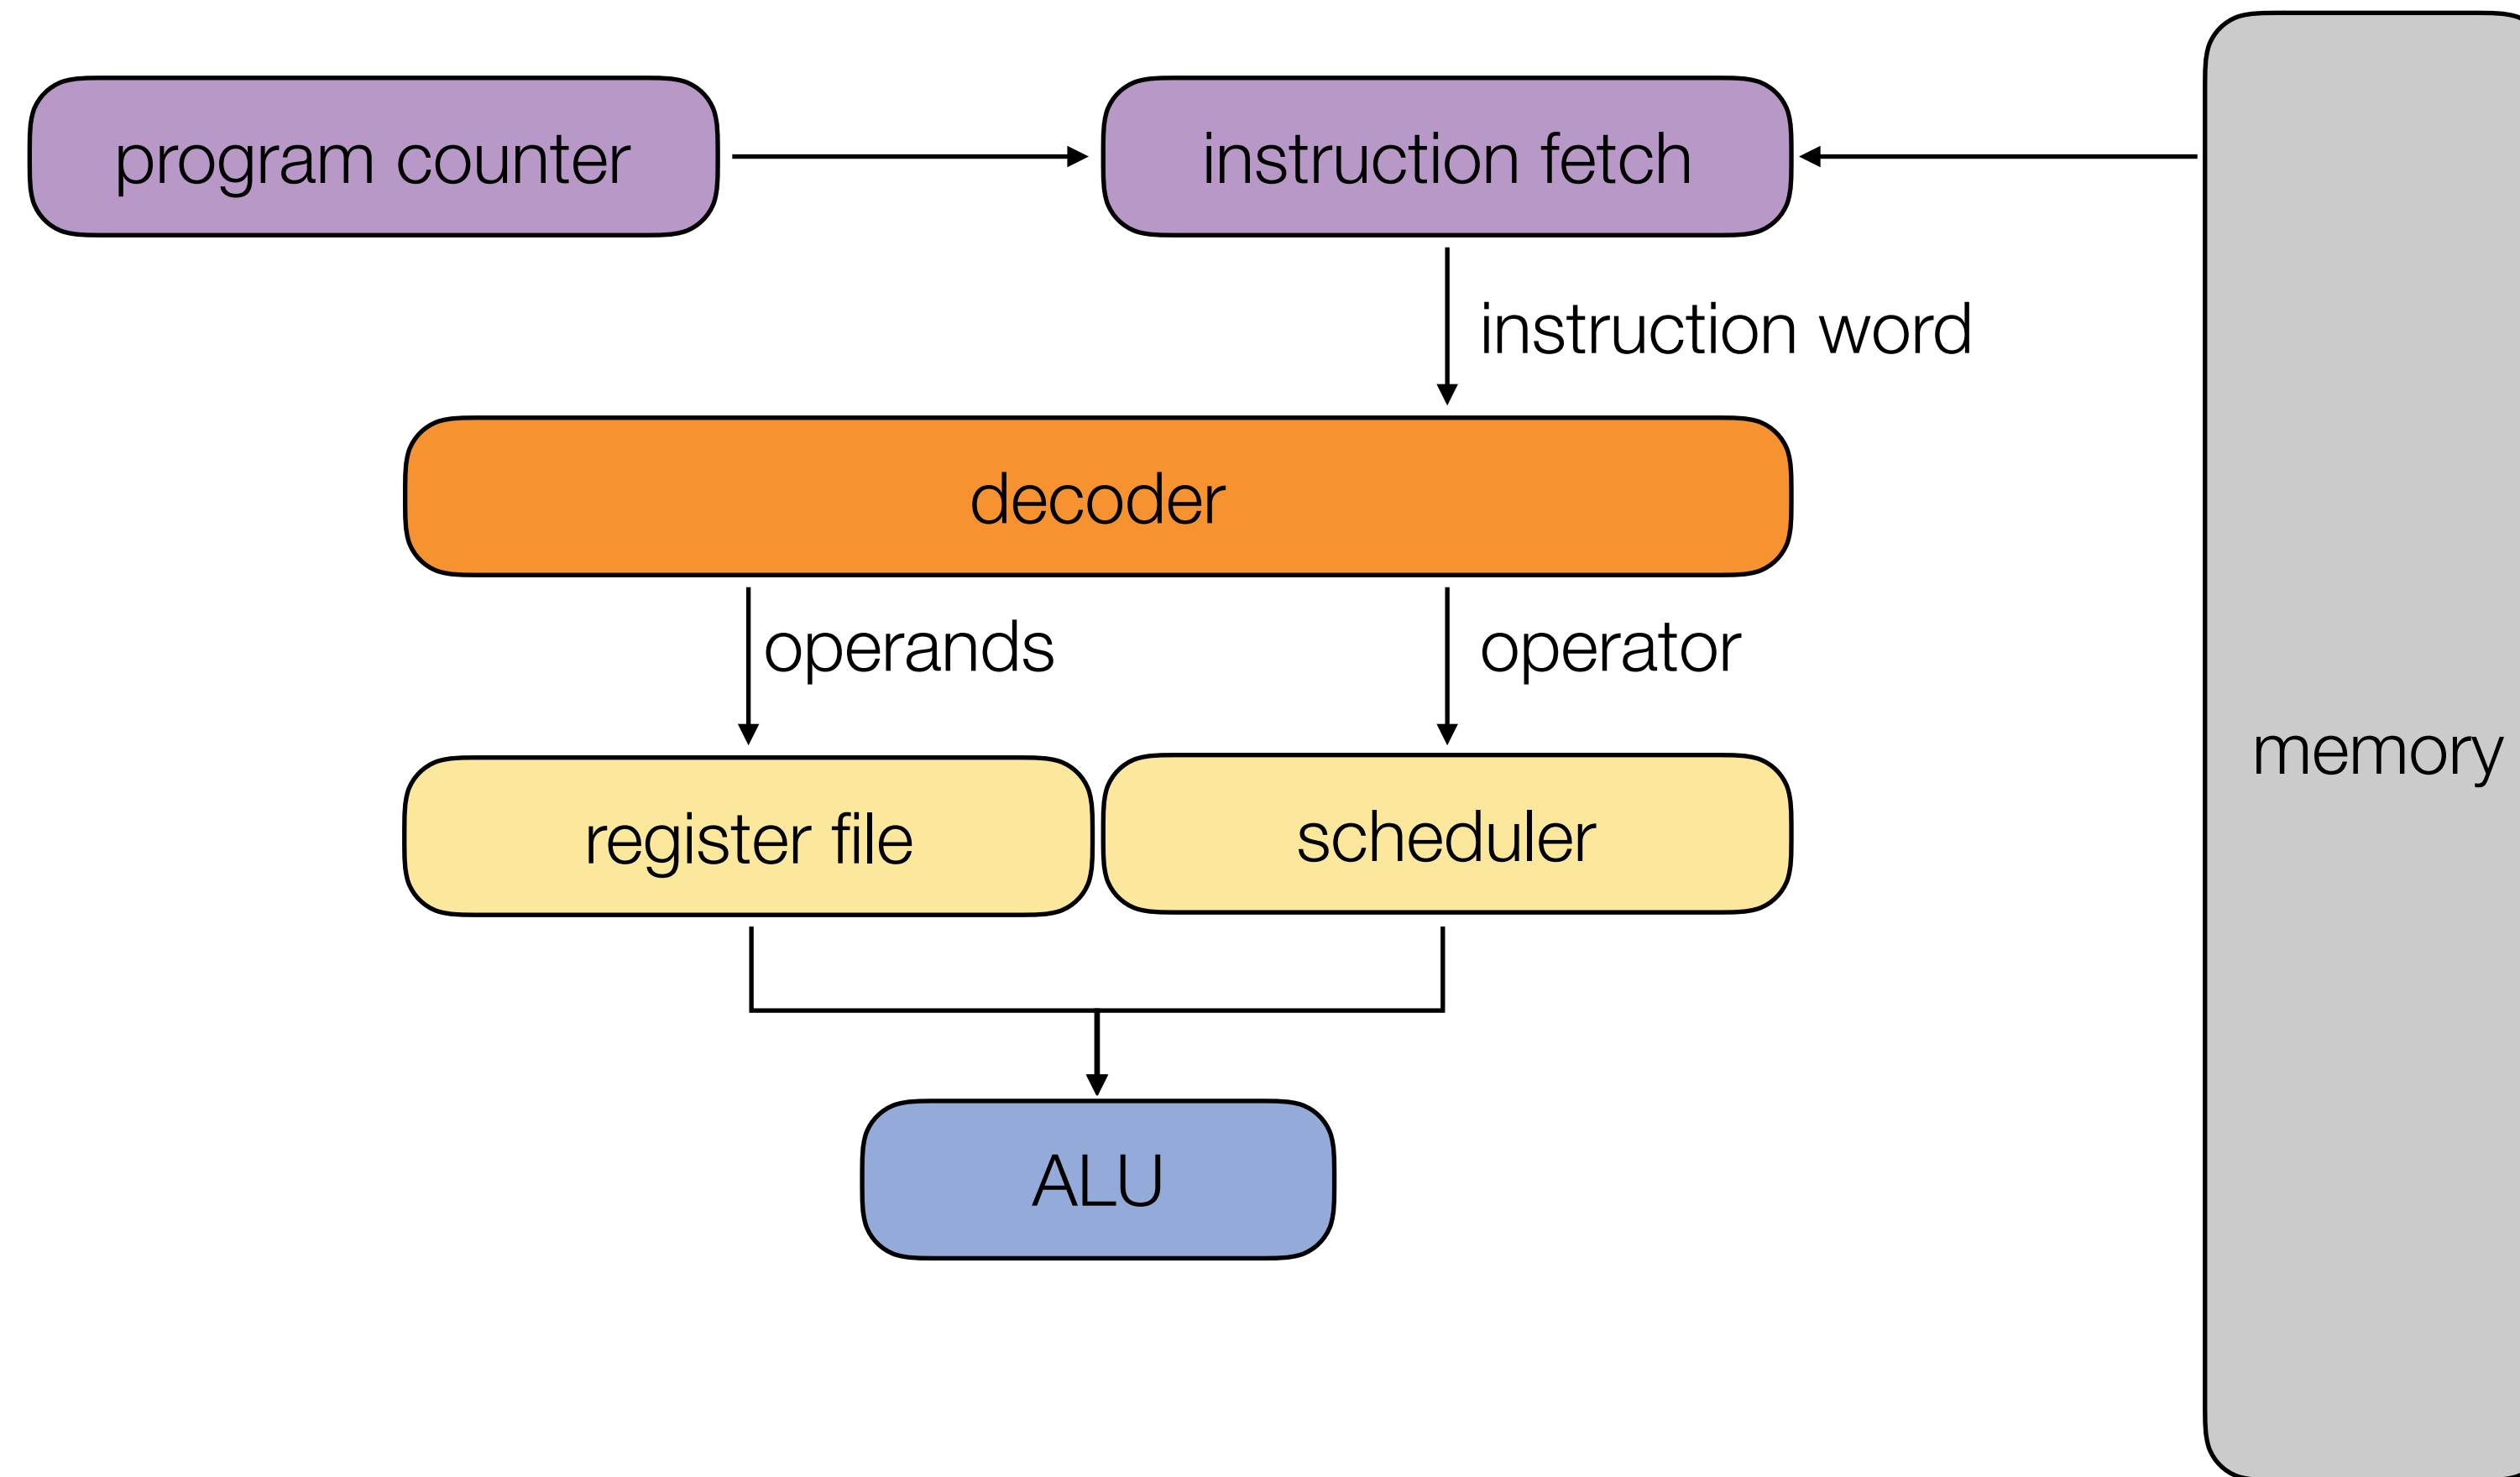 program counter
instruction fetch
instruction word
decoder
operands
operator
memory
register file
scheduler
ALU